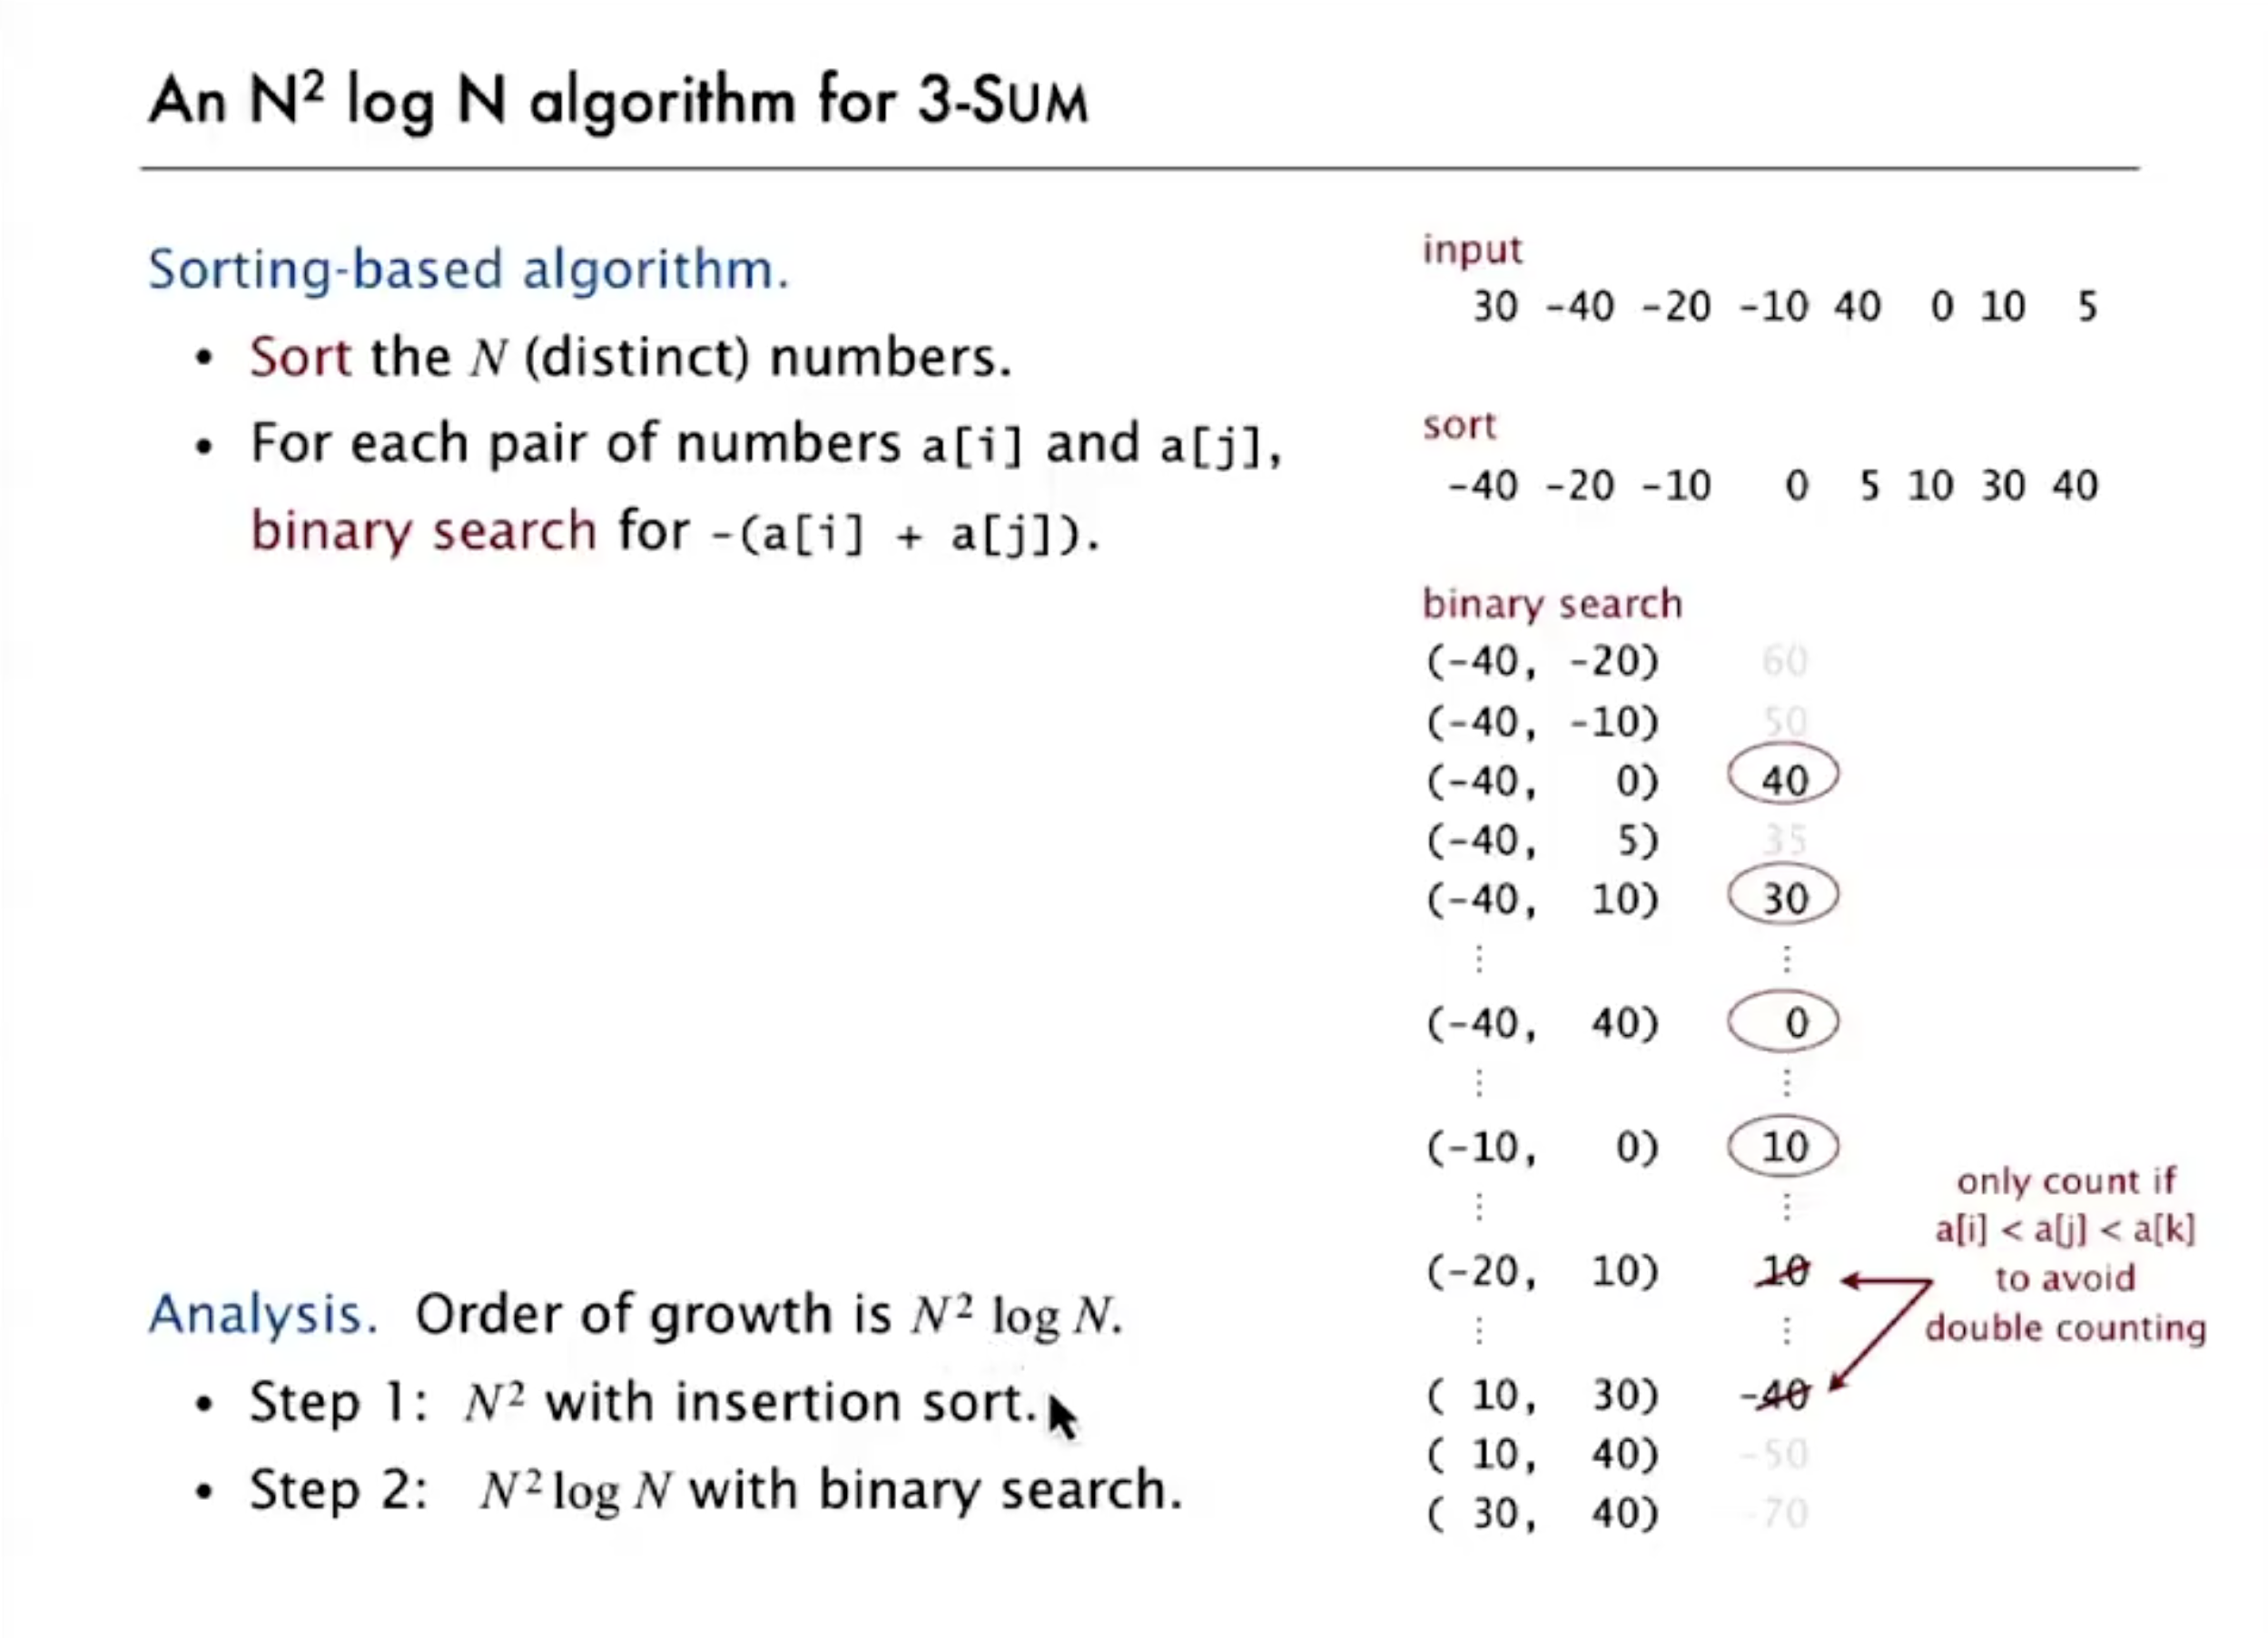 An N² log N algorithm for 3-SUM
Sorting-based algorithm.
• Sort the N (distinct) numbers.
• For each pair of numbers a[i] and a[j],
binary search for -(a[i] + a[j]).
Analysis. Order of growth is N² log N.
• Step 1: N² with insertion sort.
• Step 2: N² log N with binary search.
input
30 -40 -20 -10 40 0 10 5
sort
-40 -20 -10 0 5 10 30 40
binary search
(-40, -20) 60
(-40, -10) 50
(-40, 0) 40
(-40, 5) 35
(-40, 10) 30
⋮ ⋮
(-40, 40) 0
⋮ ⋮
(-10, 0) 10
⋮ ⋮
(-20, 10) 10
⋮ ⋮
( 10, 30) -40
( 10, 40) -50
( 30, 40) -70
only count if
a[i] < a[j] < a[k]
to avoid
double counting